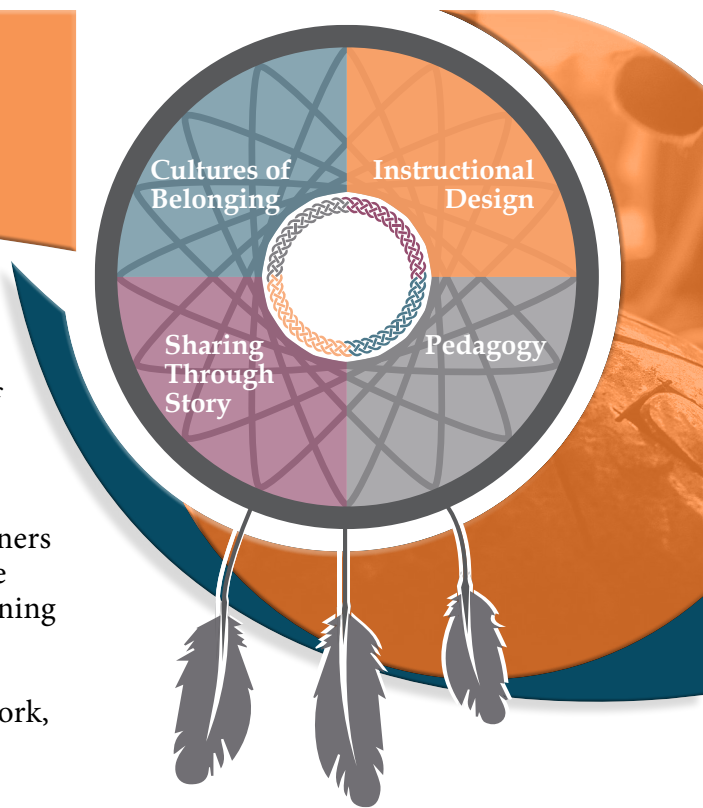 Cultures of
Belonging
Instructional
Design
Sharing
Through
Story
Pedagogy
ners
e
ning
ork,